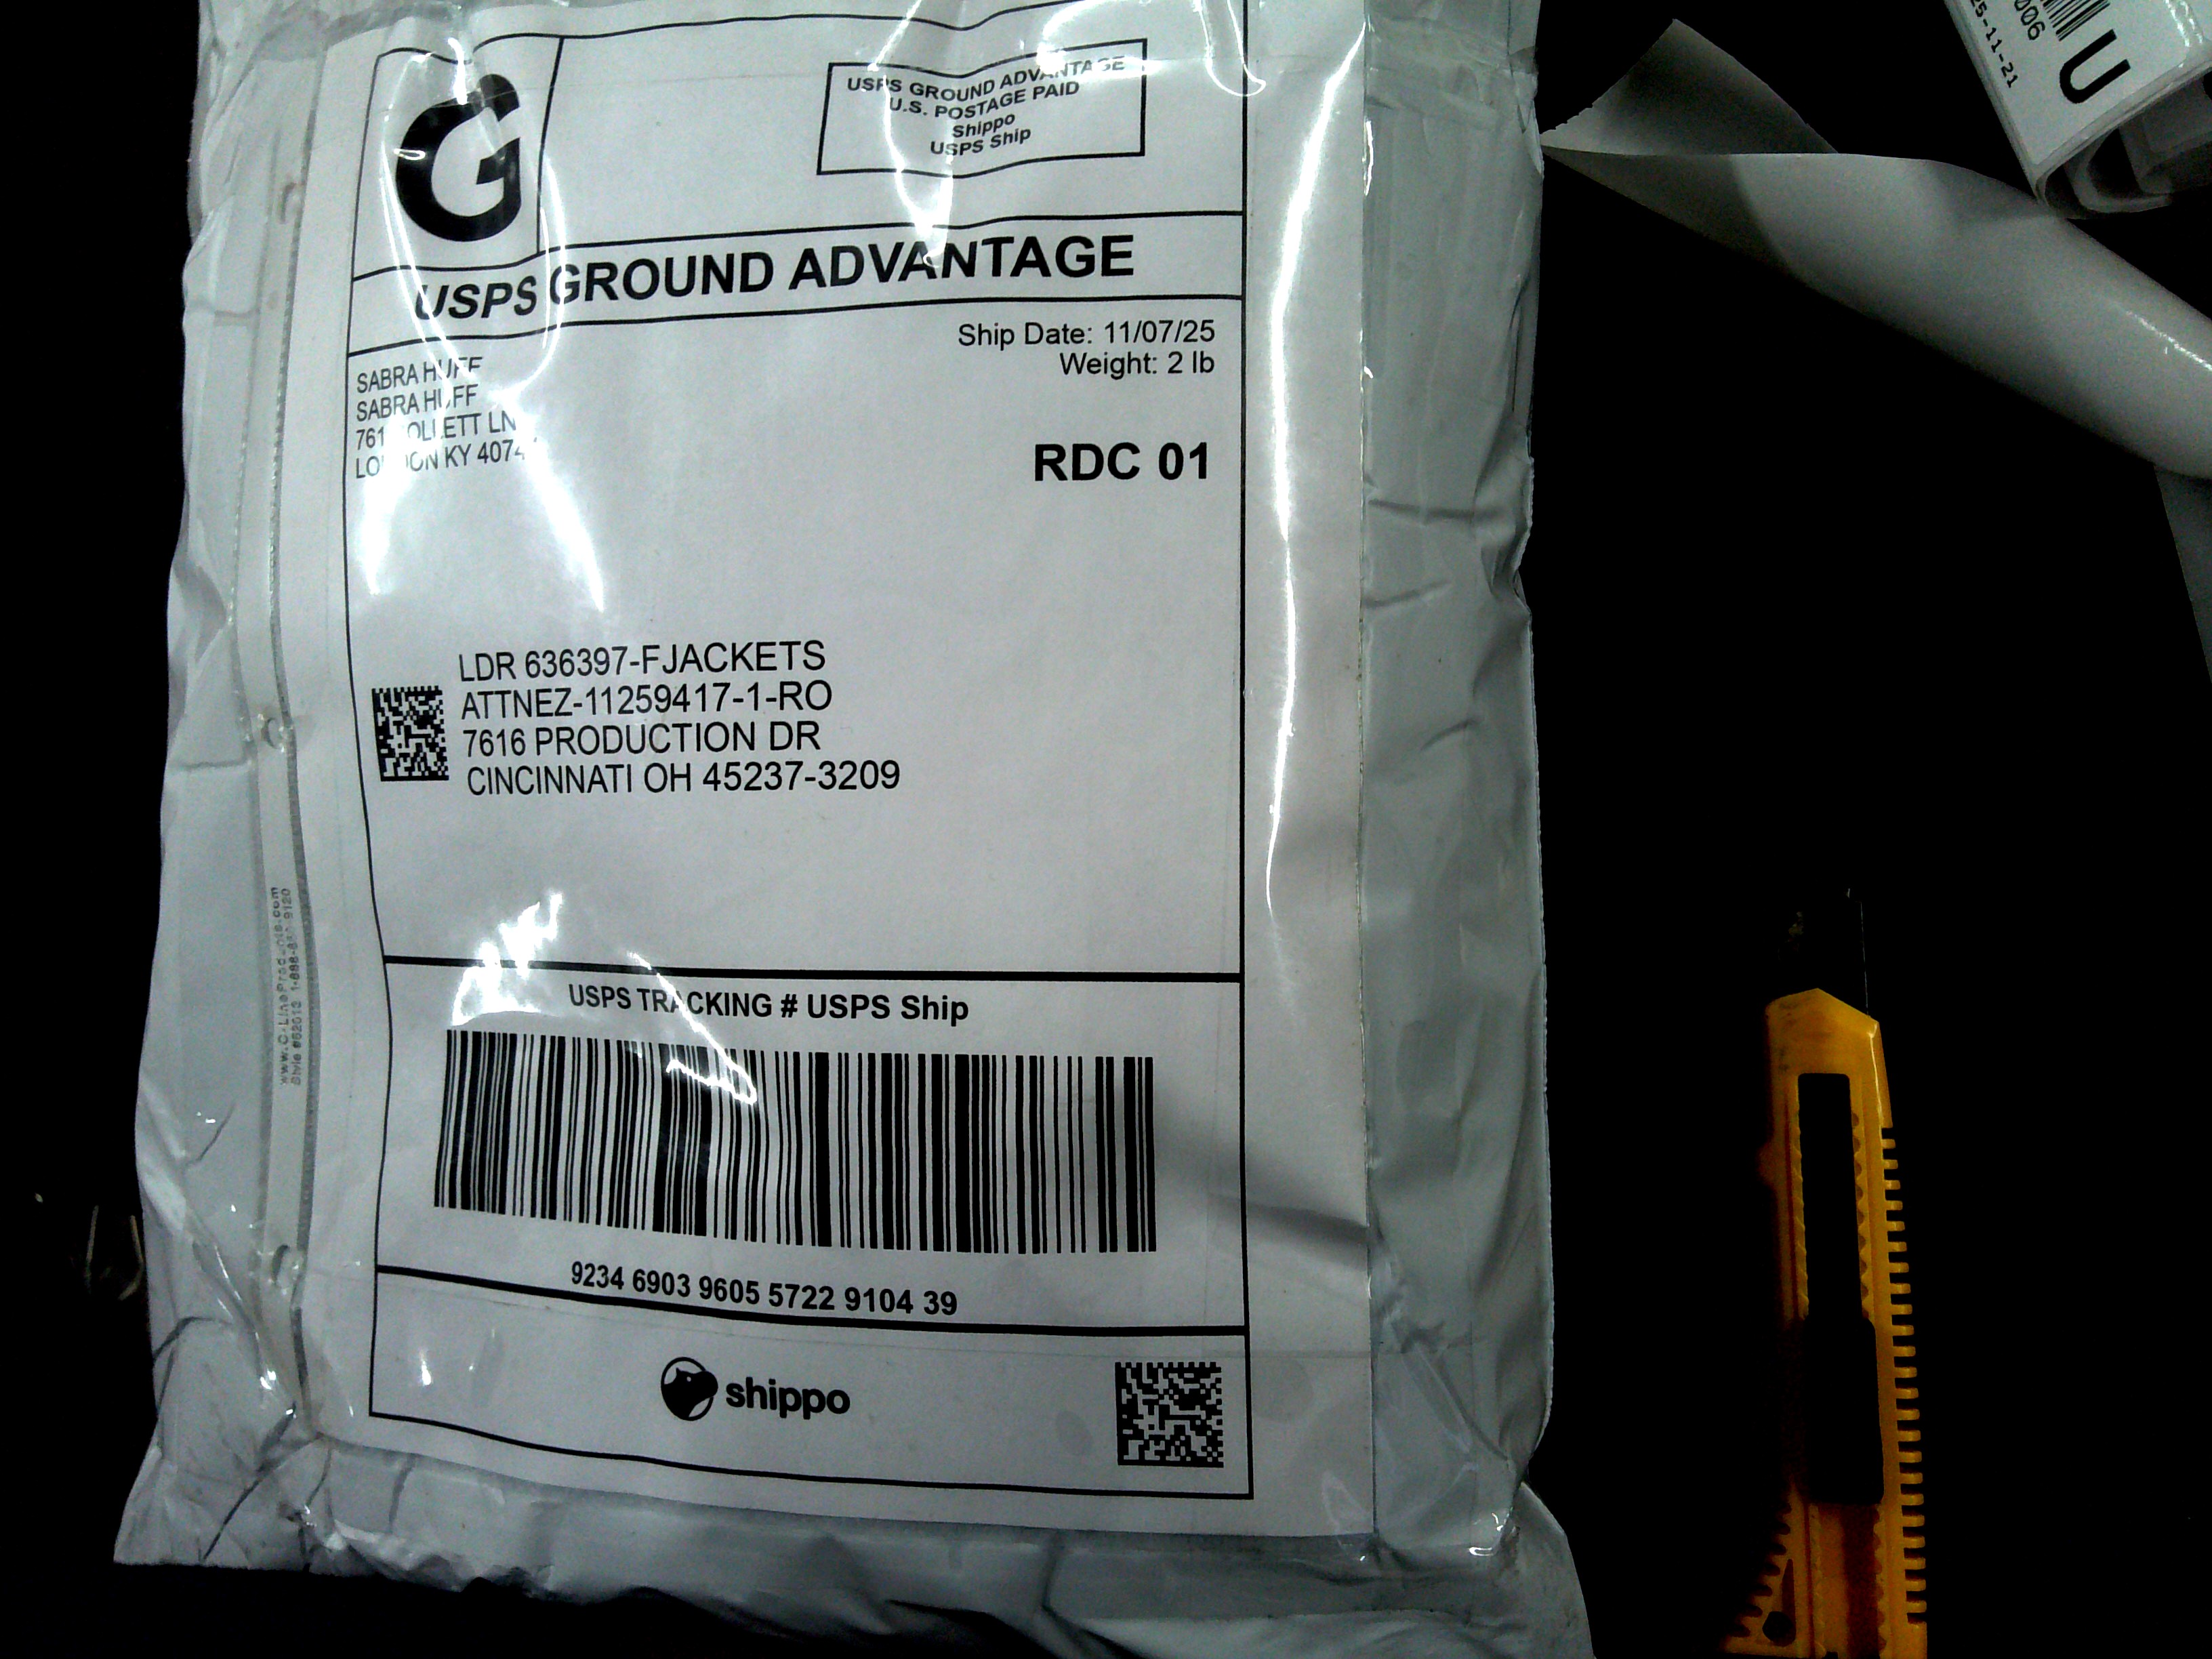 G
USPS GROUND ADVANTAGE
U.S. POSTAGE PAID
Shippo
USPS Ship
USPS GROUND ADVANTAGE
Ship Date: 11/07/25
Weight: 2 lb
SABRA HUFF
SABRA HUFF
LN
KY
RDC 01
LDR 636397-FJACKETS
ATTNEZ-11259417-1-RO
7616 PRODUCTION DR
CINCINNATI OH 45237-3209
USPS TRACKING # USPS Ship
9234 6903 9605 5722 9104 39
shippo
U